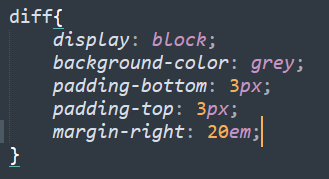 diff{
display: block;
background-color: grey;
padding-bottom: 3px;
padding-top: 3px;
margin-right: 20em;
}